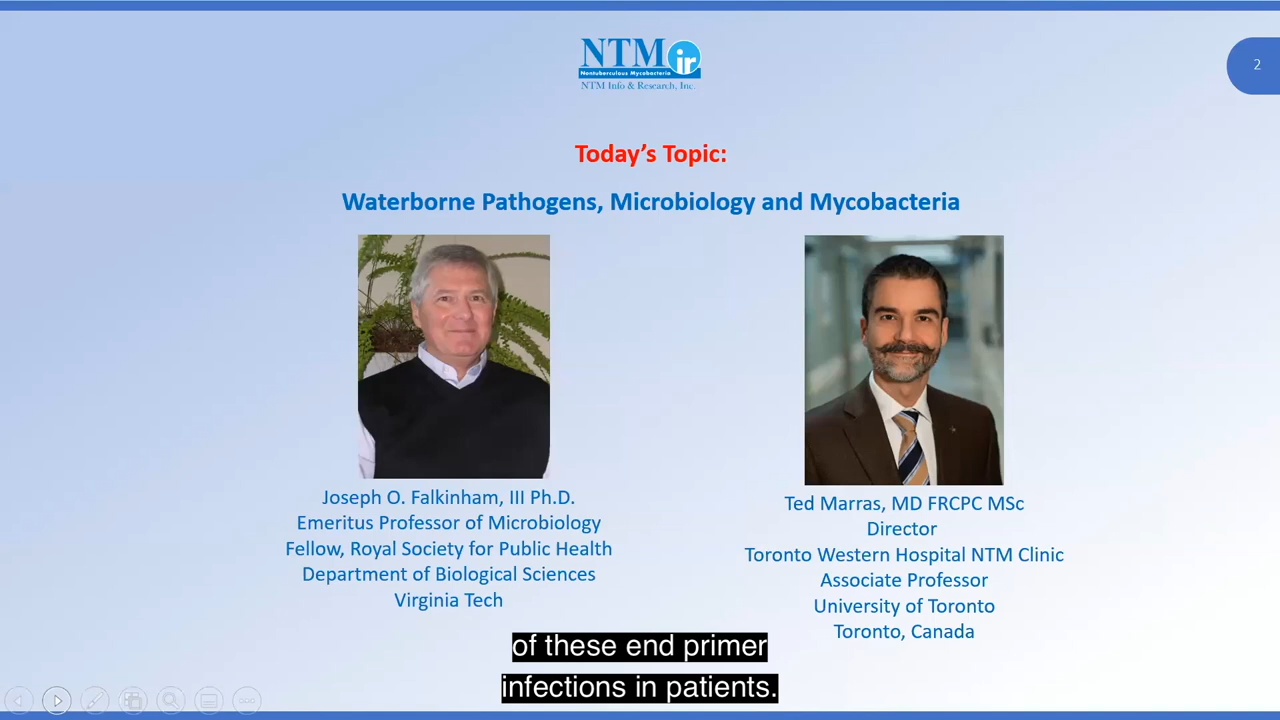 NTMir
Nontuberculous Mycobacteria
NTM Info & Research, Inc.
2
Today's Topic:
Waterborne Pathogens, Microbiology and Mycobacteria
Joseph O. Falkinham, III Ph.D.
Emeritus Professor of Microbiology
Fellow, Royal Society for Public Health
Department of Biological Sciences
Virginia Tech
Ted Marras, MD FRCPC MSc
Director
Toronto Western Hospital NTM Clinic
Associate Professor
University of Toronto
Toronto, Canada
of these end primer
infections in patients.